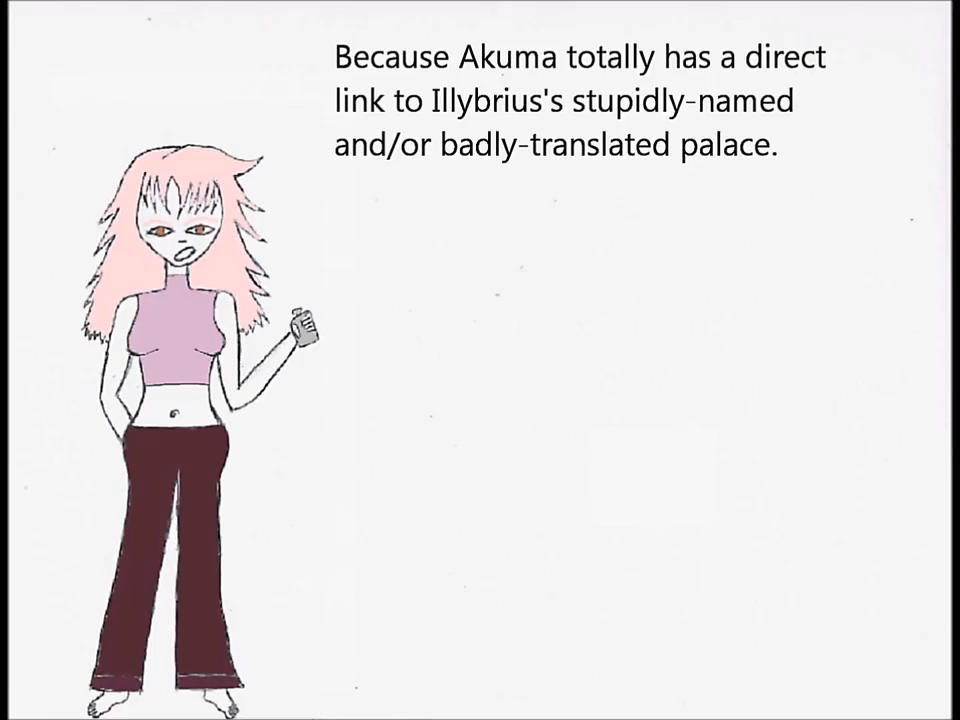 Because Akuma totally has a direct
link to Illybrius's stupidly-named
and/or badly-translated palace.